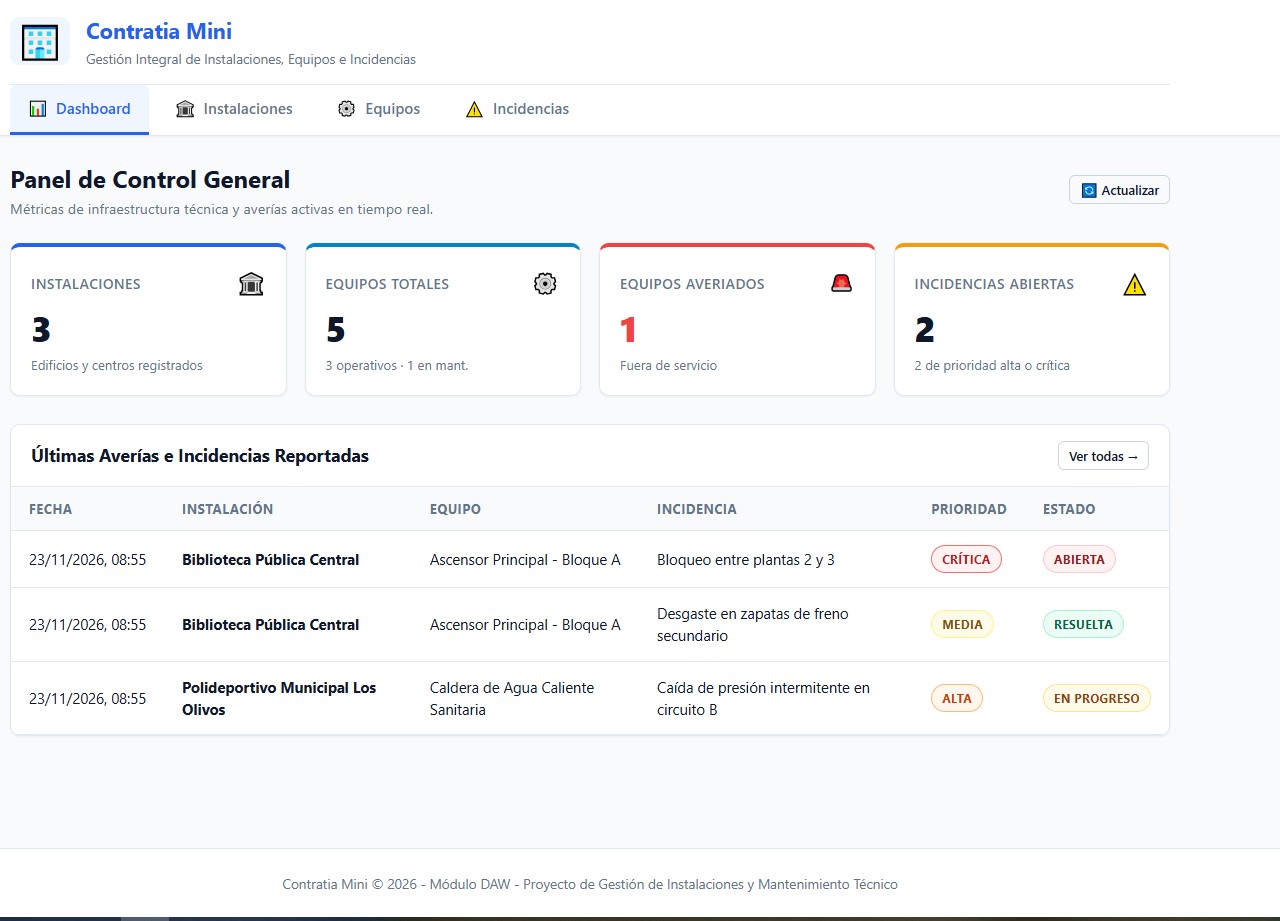 Contratia Mini
Gestión Integral de Instalaciones, Equipos e Incidencias
Dashboard
Instalaciones
Equipos
Incidencias
Panel de Control General
Métricas de infraestructura técnica y averías activas en tiempo real.
Actualizar
INSTALACIONES
3
Edificios y centros registrados
EQUIPOS TOTALES
5
3 operativos · 1 en mant.
EQUIPOS AVERIADOS
1
Fuera de servicio
INCIDENCIAS ABIERTAS
2
2 de prioridad alta o crítica
Últimas Averías e Incidencias Reportadas
Ver todas →
FECHA INSTALACIÓN EQUIPO INCIDENCIA PRIORIDAD ESTADO
23/11/2026, 08:55 Biblioteca Pública Central Ascensor Principal - Bloque A Bloqueo entre plantas 2 y 3 CRÍTICA ABIERTA
23/11/2026, 08:55 Biblioteca Pública Central Ascensor Principal - Bloque A Desgaste en zapatas de freno
secundario MEDIA RESUELTA
23/11/2026, 08:55 Polideportivo Municipal Los
Olivos Caldera de Agua Caliente
Sanitaria Caída de presión intermitente en
circuito B ALTA EN PROGRESO
Contratia Mini © 2026 - Módulo DAW - Proyecto de Gestión de Instalaciones y Mantenimiento Técnico